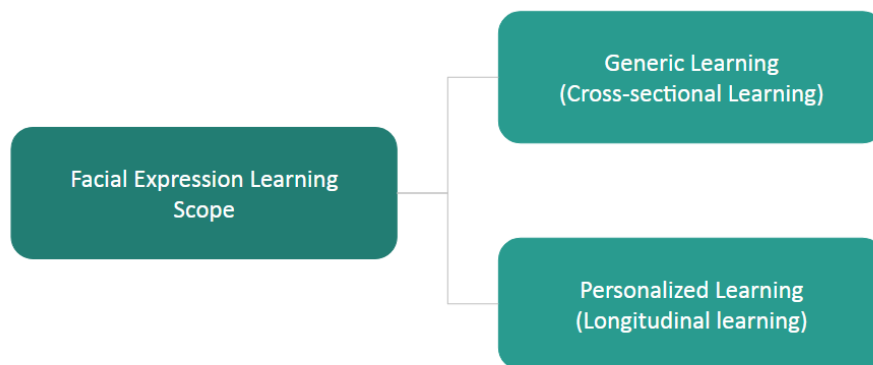 Generic Learning
(Cross-sectional Learning)
Facial Expression Learning
Scope
Personalized Learning
(Longitudinal learning)